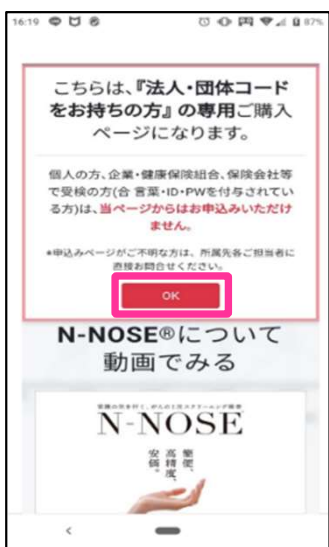 16:19
87%
こちらは、『法人・団体コード
をお持ちの方』の専用ご購入
ページになります。
個人の方、企業・健康保険組合、保険会社等
で受検の方(合言葉・ID・PWを付与されてい
る方)は、当ページからはお申込みいただけ
ません。
*申込みページがご不明な方は、所属先各ご担当者に
直接お問合せください。
OK
N-NOSE®について
動画でみる
N-NOSE
簡便、
高精度、
安価。